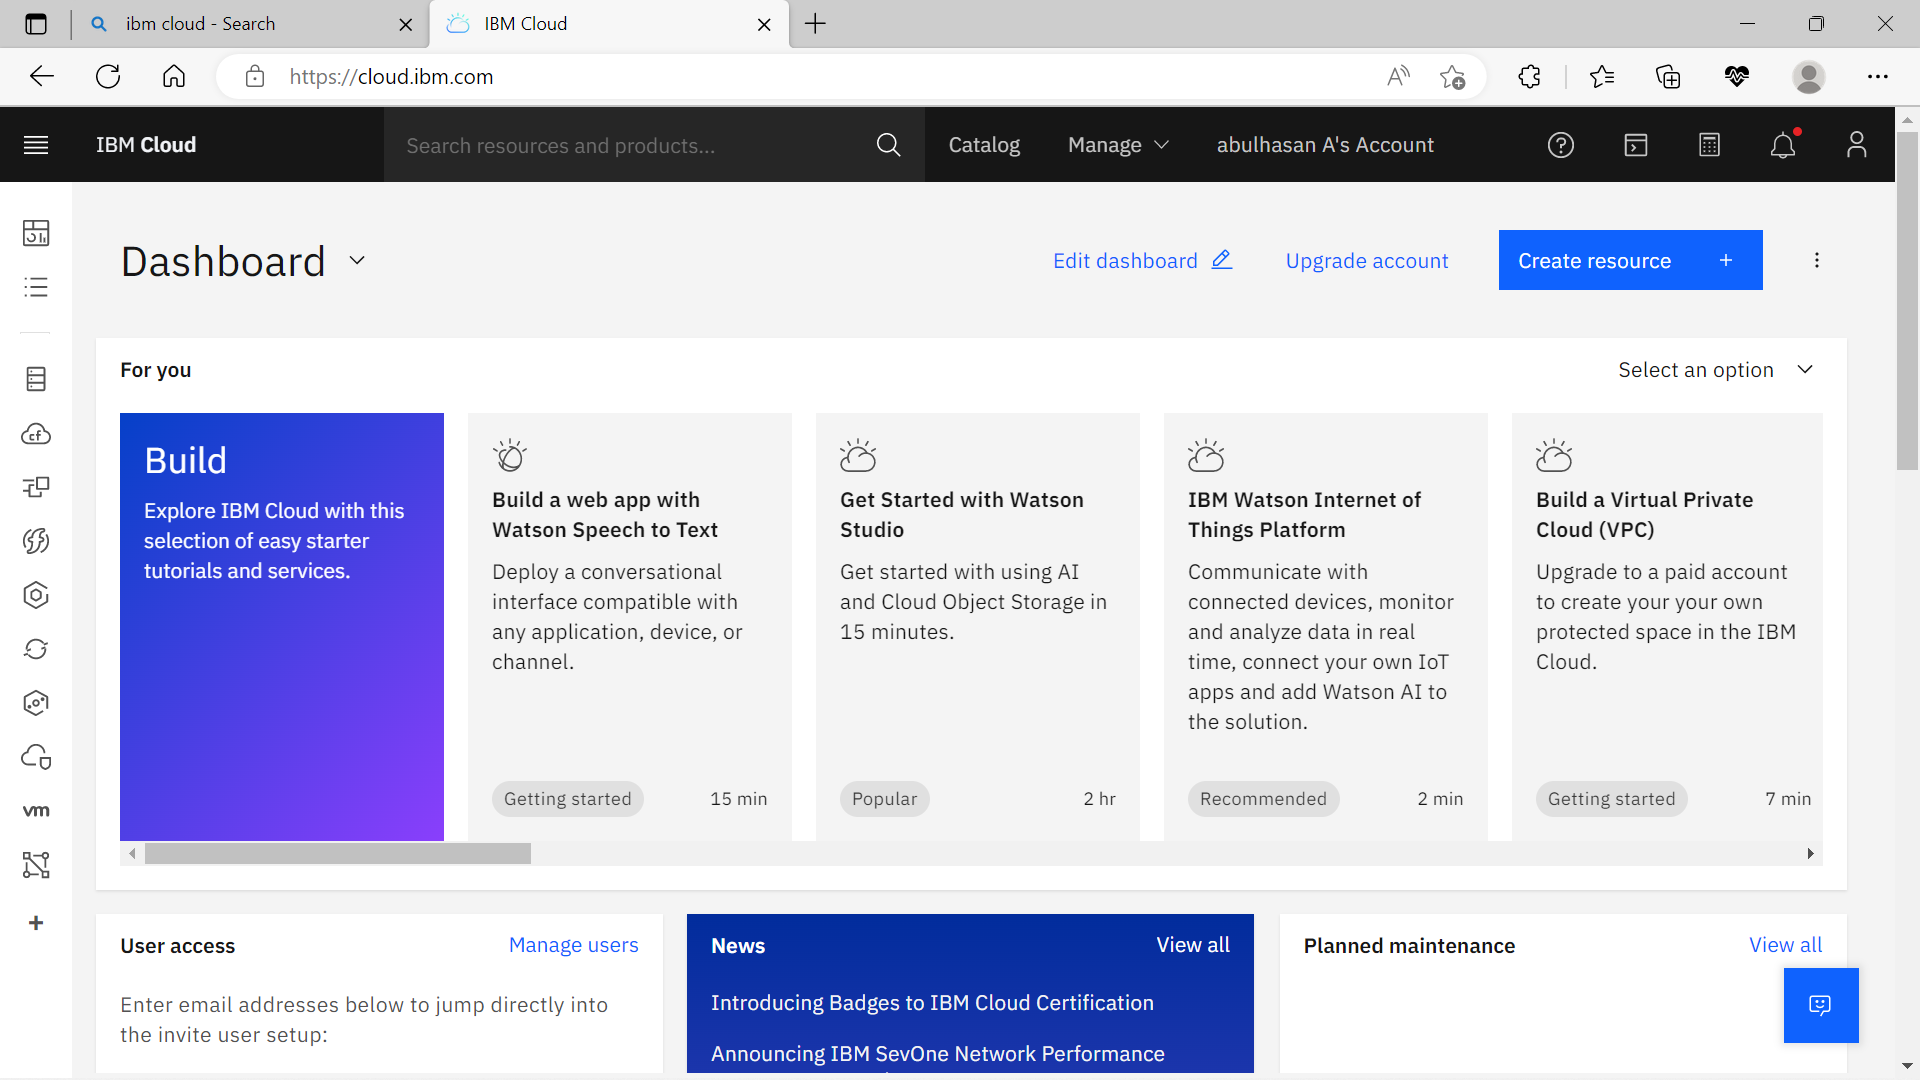 ibm cloud - Search
IBM Cloud
https://cloud.ibm.com
IBM Cloud
Search resources and products...
Catalog
Manage
abulhasan A's Account
Dashboard
Edit dashboard
Upgrade account
Create resource
For you
Select an option
Build
Explore IBM Cloud with this
selection of easy starter
tutorials and services.
Build a web app with
Watson Speech to Text
Deploy a conversational
interface compatible with
any application, device, or
channel.
Getting started
15 min
Get Started with Watson
Studio
Get started with using AI
and Cloud Object Storage in
15 minutes.
Popular
2 hr
IBM Watson Internet of
Things Platform
Communicate with
connected devices, monitor
and analyze data in real
time, connect your own IoT
apps and add Watson AI to
the solution.
Recommended
2 min
Build a Virtual Private
Cloud (VPC)
Upgrade to a paid account
to create your your own
protected space in the IBM
Cloud.
Getting started
7 min
cf
vm
User access
Manage users
Enter email addresses below to jump directly into
the invite user setup:
News
View all
Introducing Badges to IBM Cloud Certification
Announcing IBM SevOne Network Performance
Planned maintenance
View all